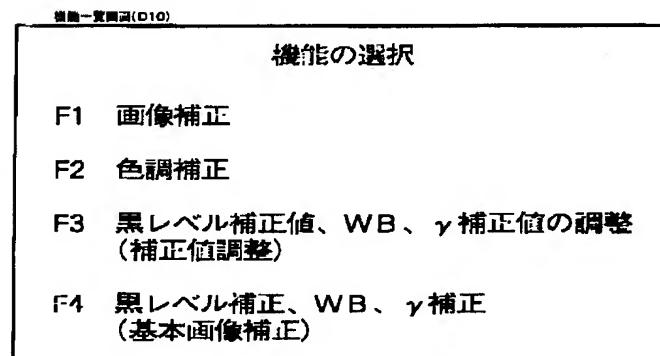 機能一覧画面(D10)
機能の選択
F1 画像補正
F2 色調補正
F3 黒レベル補正値、WB、γ補正値の調整
(補正値調整)
F4 黒レベル補正、WB、γ補正
(基本画像補正)